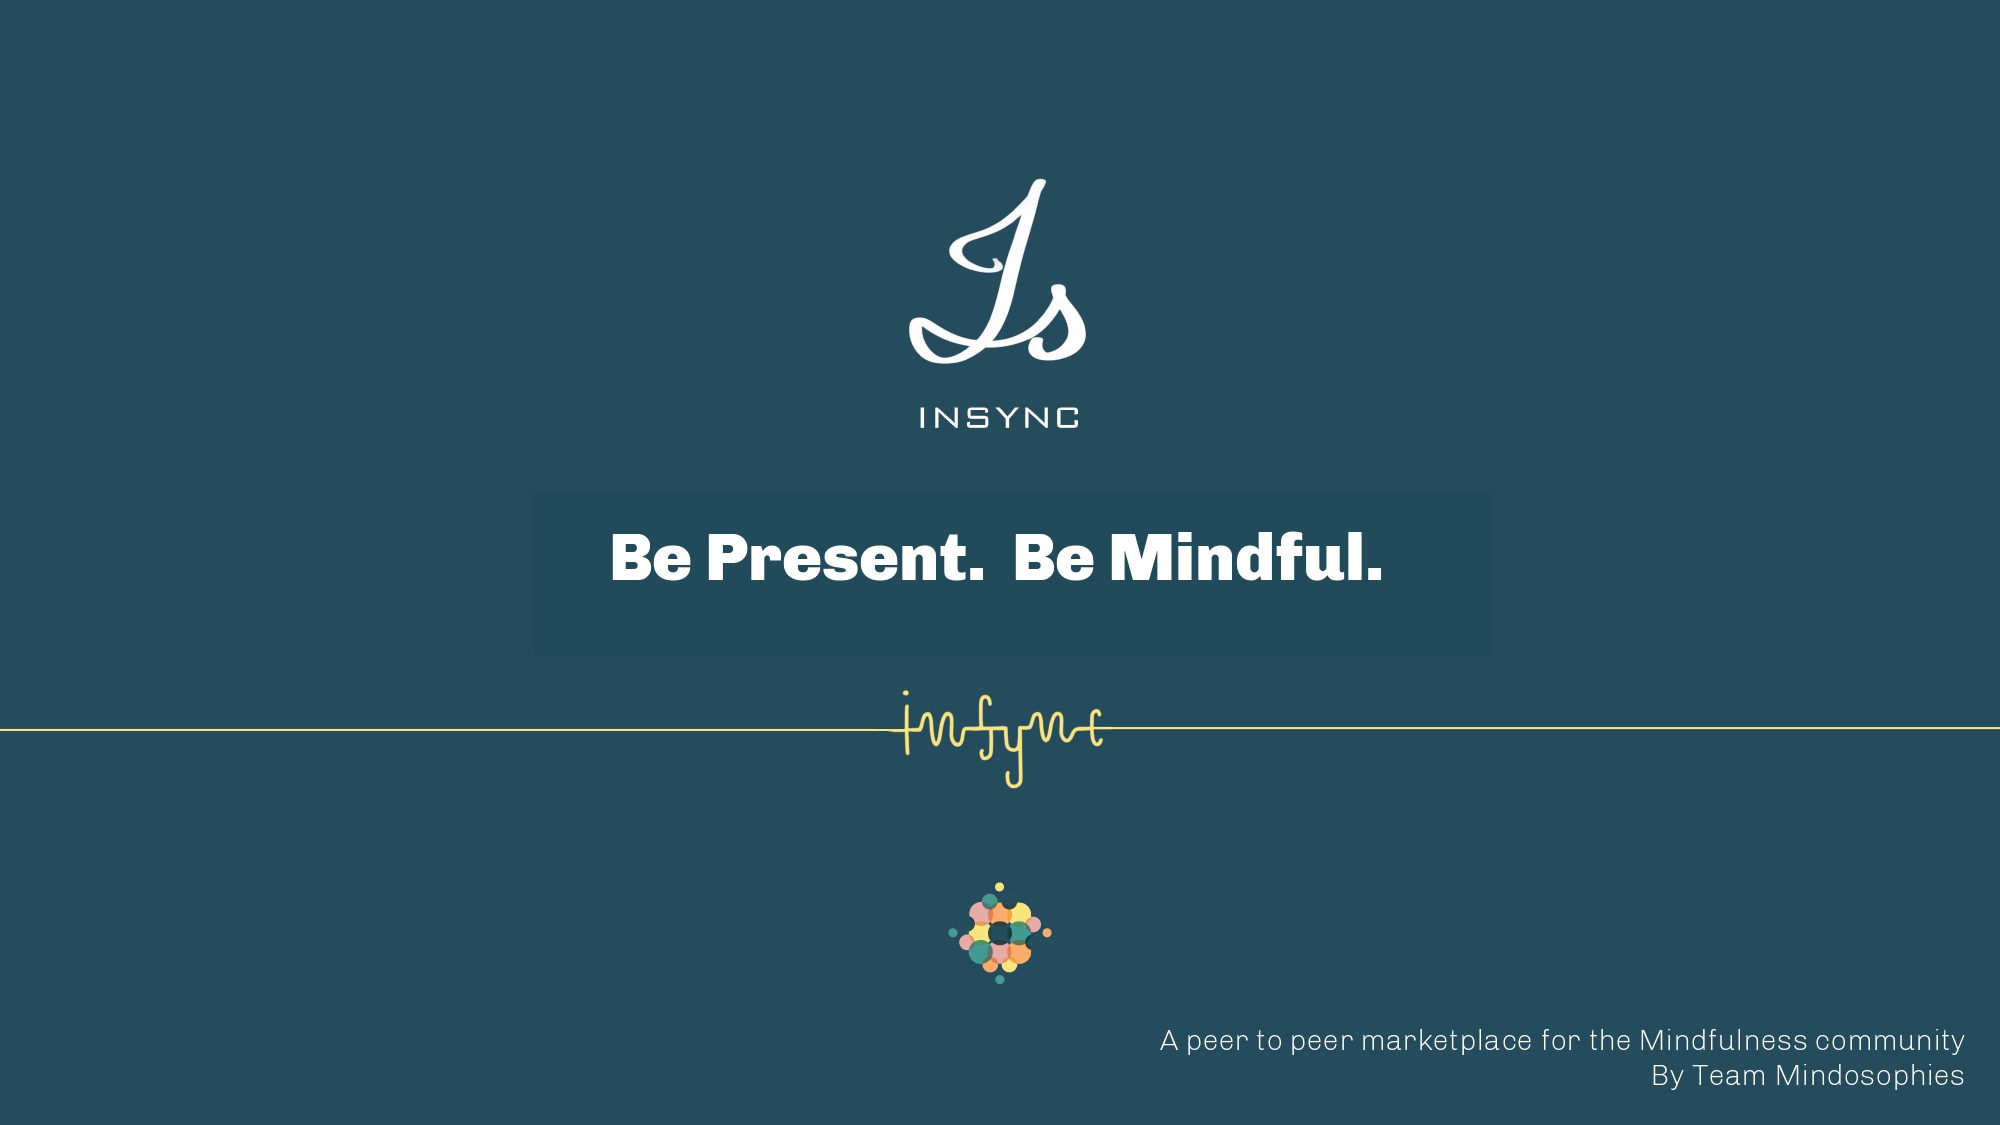 Is
INSYNC
Be Present.  Be Mindful.
insync
A peer to peer marketplace for the Mindfulness community
By Team Mindosophies